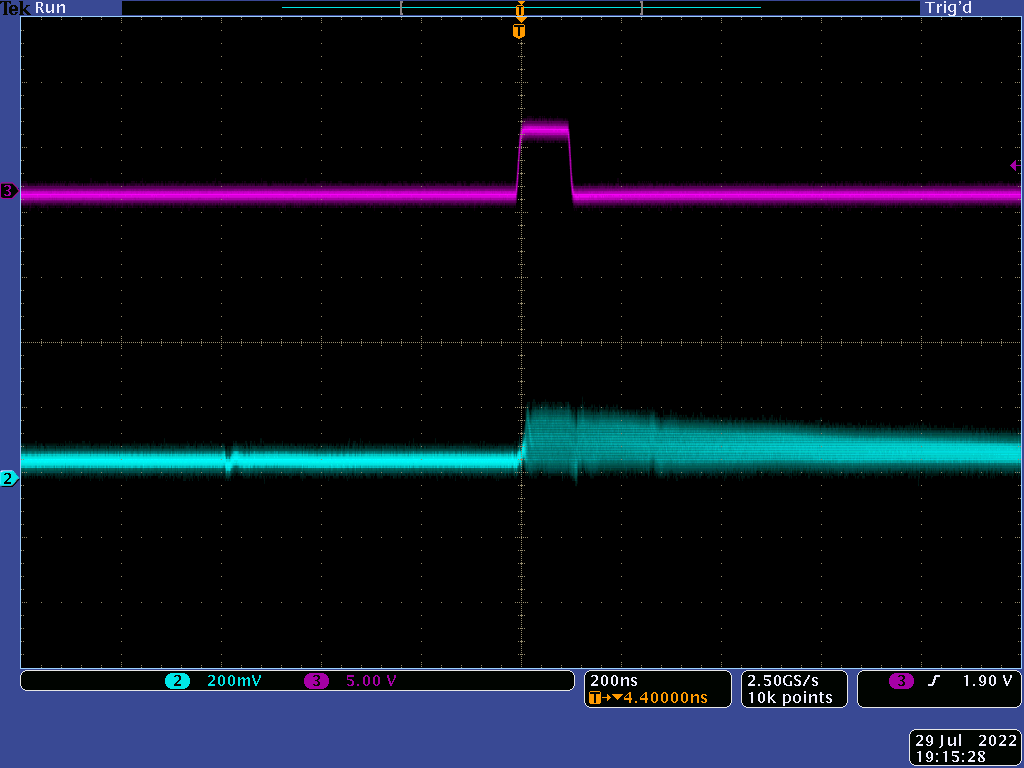 Tek Run Trig'd
T
T
3
2
2 200mV 3 5.00 V
200ns
T→▼4.40000ns
2.50GS/s
10k points
3 1.90 V
29 Jul 2022
19:15:28